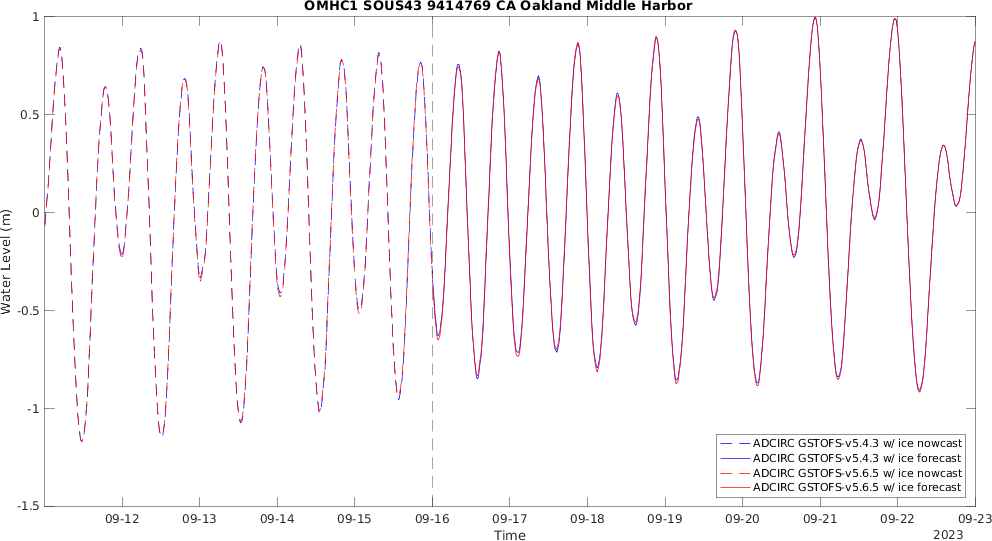 OMHC1 SOUS43 9414769 CA Oakland Middle Harbor
Water Level (m)
1
0.5
0
-0.5
-1
-1.5
ADCIRC GSTOFS-v5.4.3 w/ ice nowcast
ADCIRC GSTOFS-v5.4.3 w/ ice forecast
ADCIRC GSTOFS-v5.6.5 w/ ice nowcast
ADCIRC GSTOFS-v5.6.5 w/ ice forecast
09-12 09-13 09-14 09-15 09-16 09-17 09-18 09-19 09-20 09-21 09-22 09-23
Time
2023